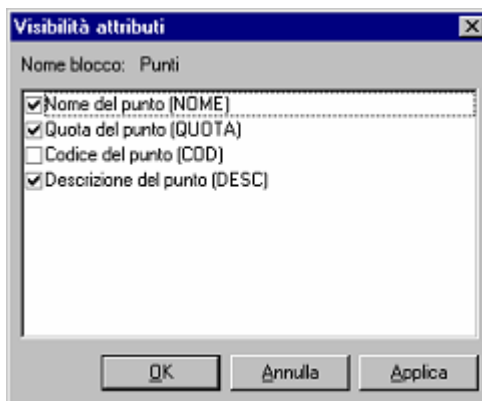 Visibilità attributi
Nome blocco: Punti
Nome del punto (NOME)
Quota del punto (QUOTA)
Codice del punto (COD)
Descrizione del punto (DESC)
OK Annulla Applica